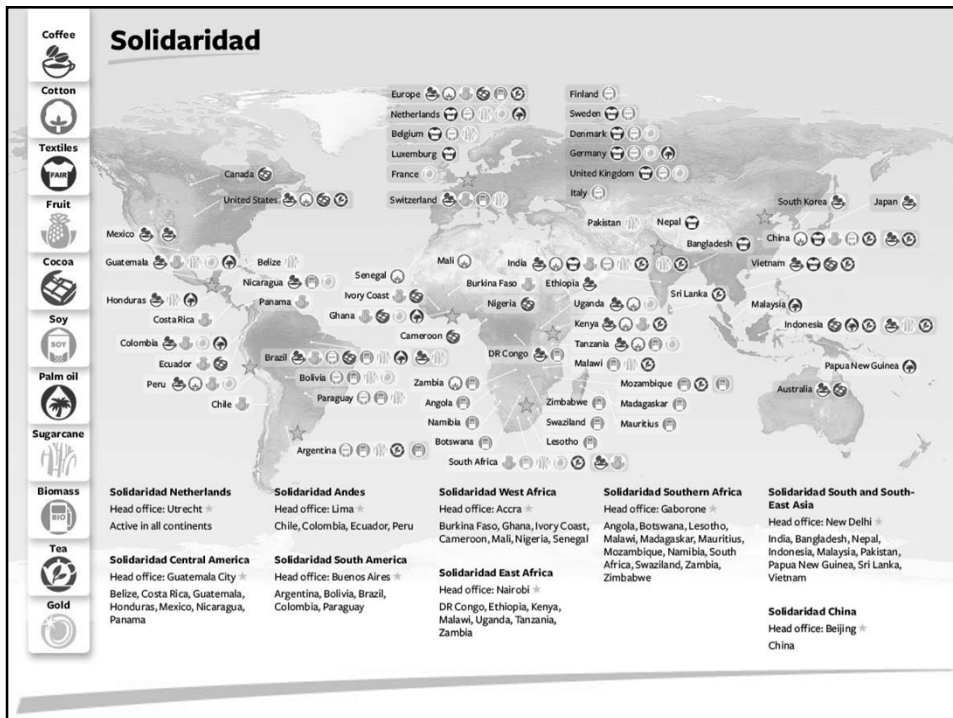 Solidaridad
Coffee
Cotton
Textiles
FAIR
Fruit
Cocoa
Soy
SOY
Palm oil
Sugarcane
Biomass
BIO
Tea
Gold
Europe
Netherlands
Belgium
Luxemburg
France
Switzerland
Finland
Sweden
Denmark
Germany
United Kingdom
Italy
Canada
United States
Mexico
Guatemala
Belize
Honduras
Nicaragua
Costa Rica
Panama
Colombia
Ecuador
Peru
Chile
Brazil
Bolivia
Paraguay
Argentina
Senegal
Mali
Ivory Coast
Burkina Faso
Ghana
Nigeria
Cameroon
Ethiopia
Uganda
Kenya
Tanzania
DR Congo
Malawi
Zambia
Mozambique
Angola
Zimbabwe
Madagaskar
Namibia
Swaziland
Mauritius
Botswana
Lesotho
South Africa
Pakistan
Nepal
India
Bangladesh
Sri Lanka
South Korea
Japan
China
Vietnam
Malaysia
Indonesia
Papua New Guinea
Australia
Solidaridad Netherlands
Head office: Utrecht
Active in all continents
Solidaridad Central America
Head office: Guatemala City
Belize, Costa Rica, Guatemala,
Honduras, Mexico, Nicaragua,
Panama
Solidaridad Andes
Head office: Lima
Chile, Colombia, Ecuador, Peru
Solidaridad South America
Head office: Buenos Aires
Argentina, Bolivia, Brazil,
Colombia, Paraguay
Solidaridad West Africa
Head office: Accra
Burkina Faso, Ghana, Ivory Coast,
Cameroon, Mali, Nigeria, Senegal
Solidaridad East Africa
Head office: Nairobi
DR Congo, Ethiopia, Kenya,
Malawi, Uganda, Tanzania,
Zambia
Solidaridad Southern Africa
Head office: Gaborone
Angola, Botswana, Lesotho,
Malawi, Madagaskar, Mauritius,
Mozambique, Namibia, South
Africa, Swaziland, Zambia,
Zimbabwe
Solidaridad South and South-
East Asia
Head office: New Delhi
India, Bangladesh, Nepal,
Indonesia, Malaysia, Pakistan,
Papua New Guinea, Sri Lanka,
Vietnam
Solidaridad China
Head office: Beijing
China